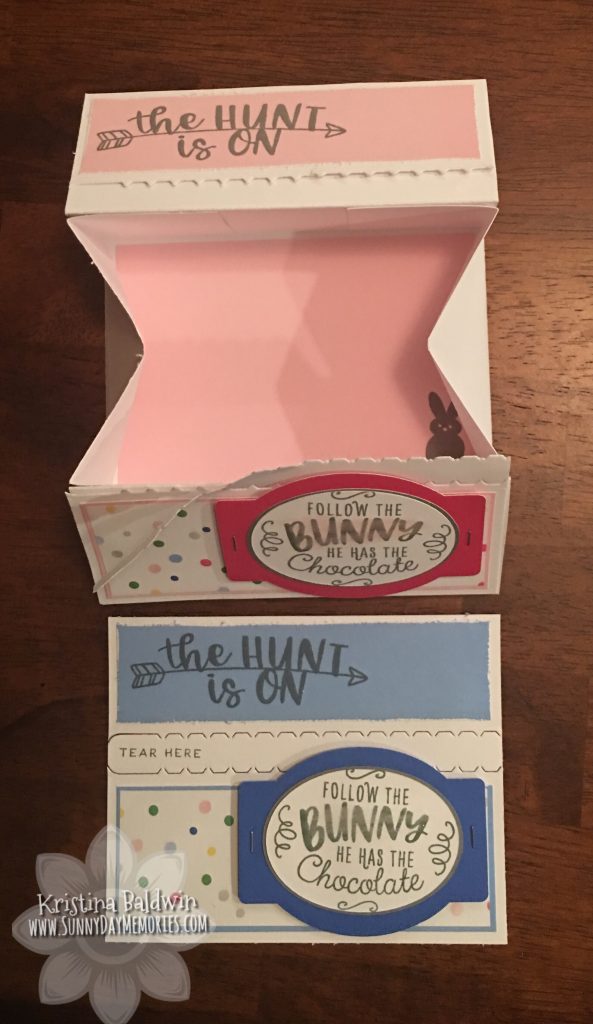 the HUNT
is ON
FOLLOW THE
BUNNY
HE HAS THE
Chocolate
the HUNT
is ON
TEAR HERE
FOLLOW THE
BUNNY
HE HAS THE
Chocolate
Kristina Baldwin
www.SunnyDayMemories.com